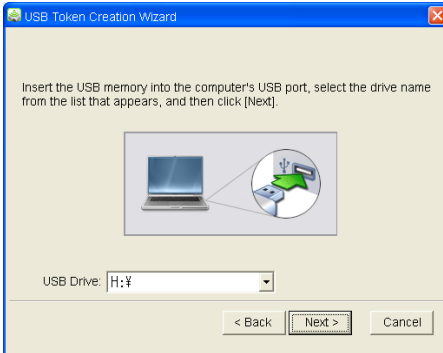 USB Token Creation Wizard
Insert the USB memory into the computer's USB port, select the drive name
from the list that appears, and then click [Next].
USB Drive: H:¥
< Back Next > Cancel